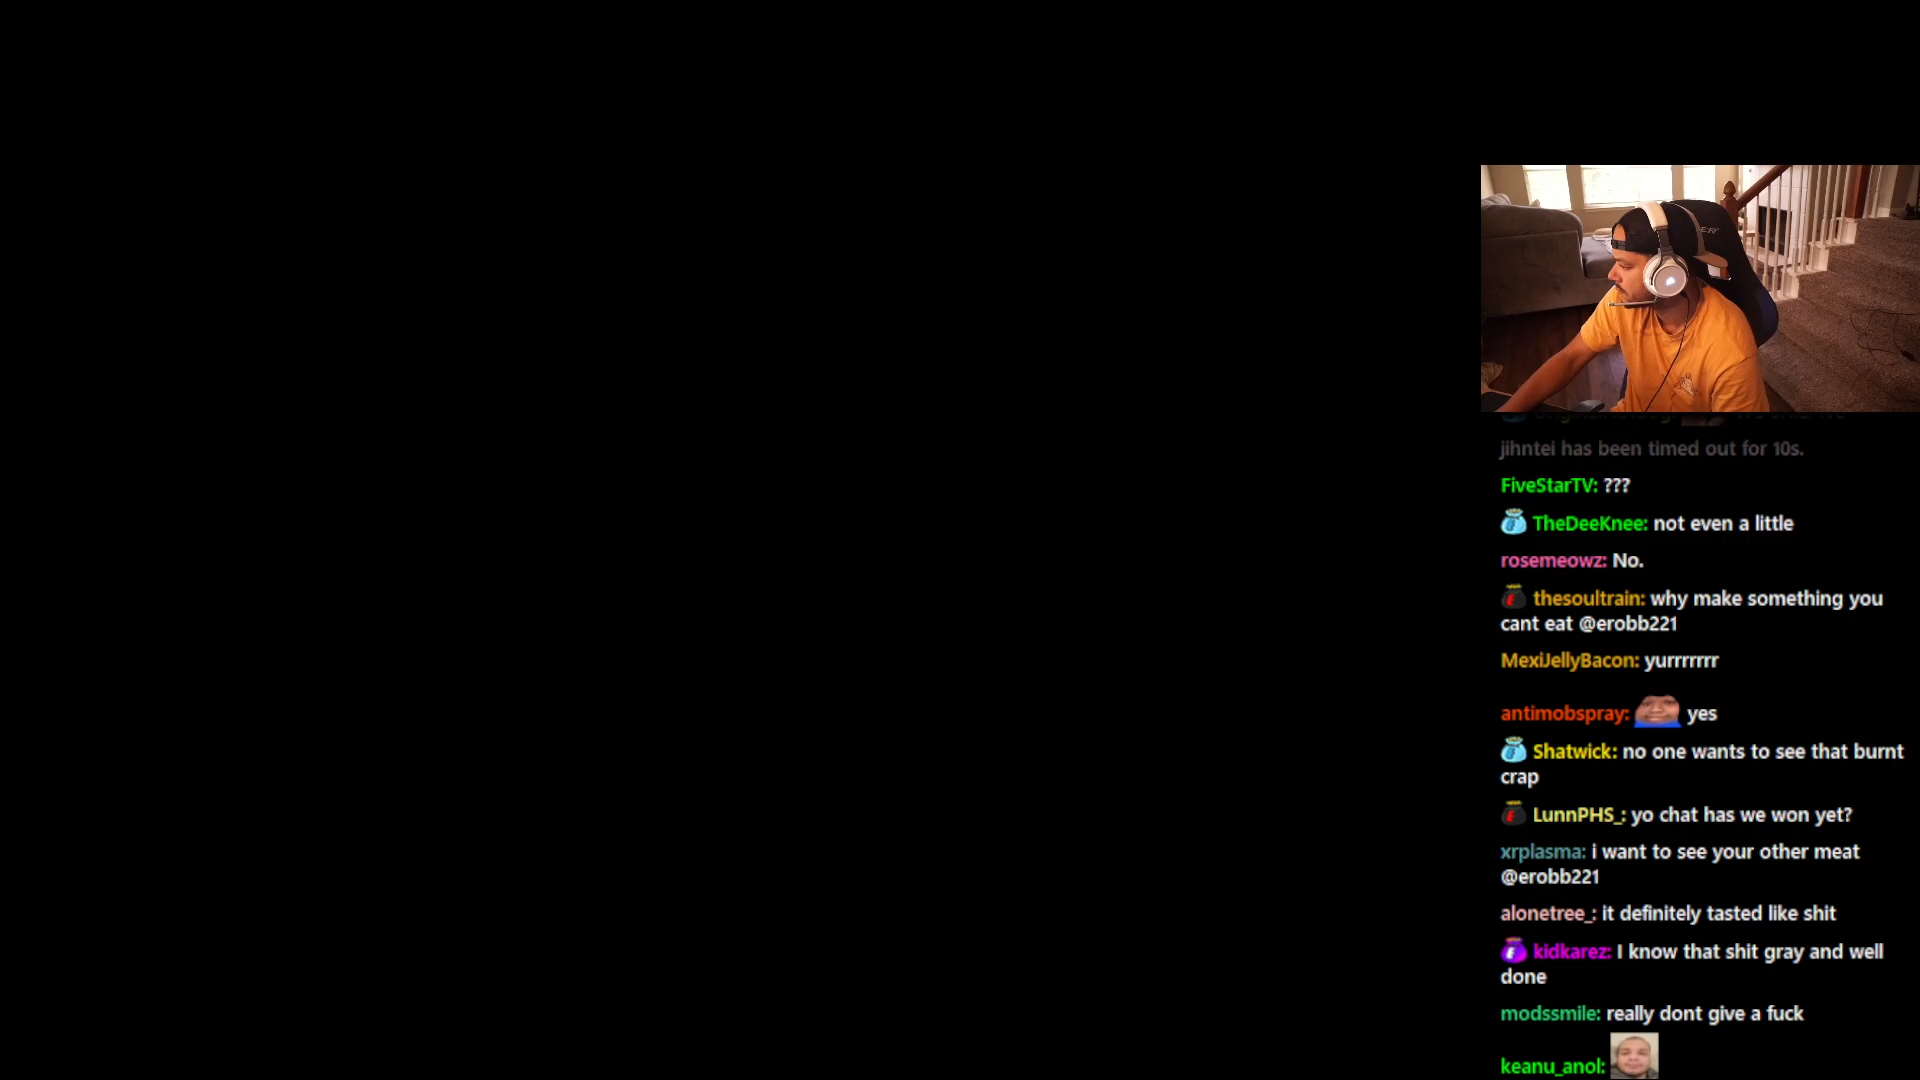 jihntei has been timed out for 10s.
FiveStarTV: ???
TheDeeKnee: not even a little
rosemeowz: No.
thesoultrain: why make something you
cant eat @erobb221
MexiJellyBacon: yurrrrrrr
antimobspray: yes
Shatwick: no one wants to see that burnt
crap
LunnPHS_: yo chat has we won yet?
xrplasma: i want to see your other meat
@erobb221
alonetree_: it definitely tasted like shit
kidkarez: I know that shit gray and well
done
modssmile: really dont give a fuck
keanu_anol: